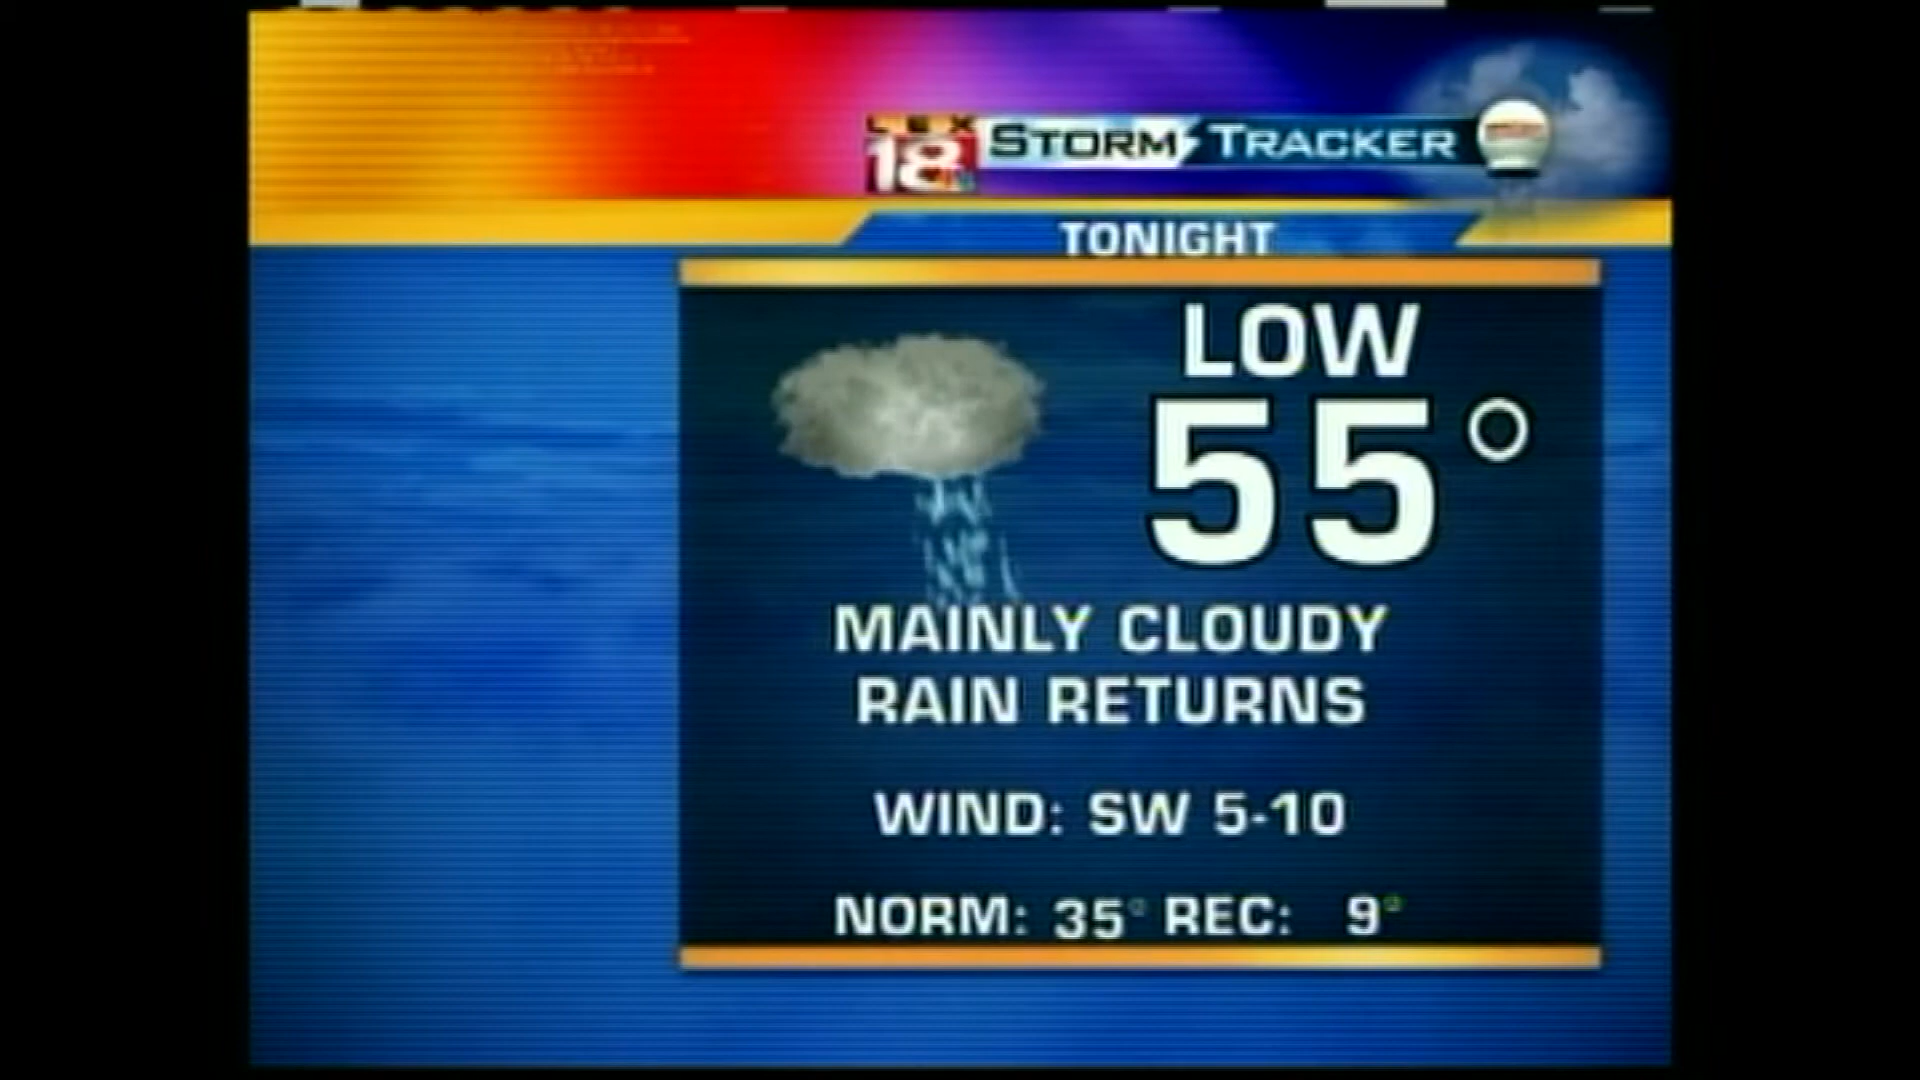 LEX
18
STORM TRACKER
TONIGHT
LOW
55°
MAINLY CLOUDY
RAIN RETURNS
WIND: SW 5-10
NORM: 35° REC: 9°